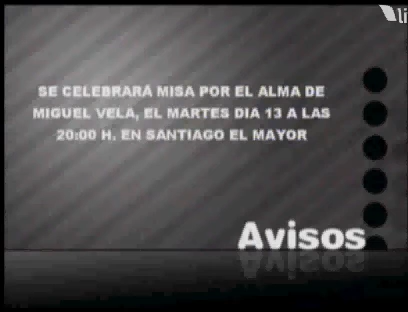 SE CELEBRARÁ MISA POR EL ALMA DE
MIGUEL VELA, EL MARTES DIA 13 A LAS
20:00 H. EN SANTIAGO EL MAYOR
Avisos